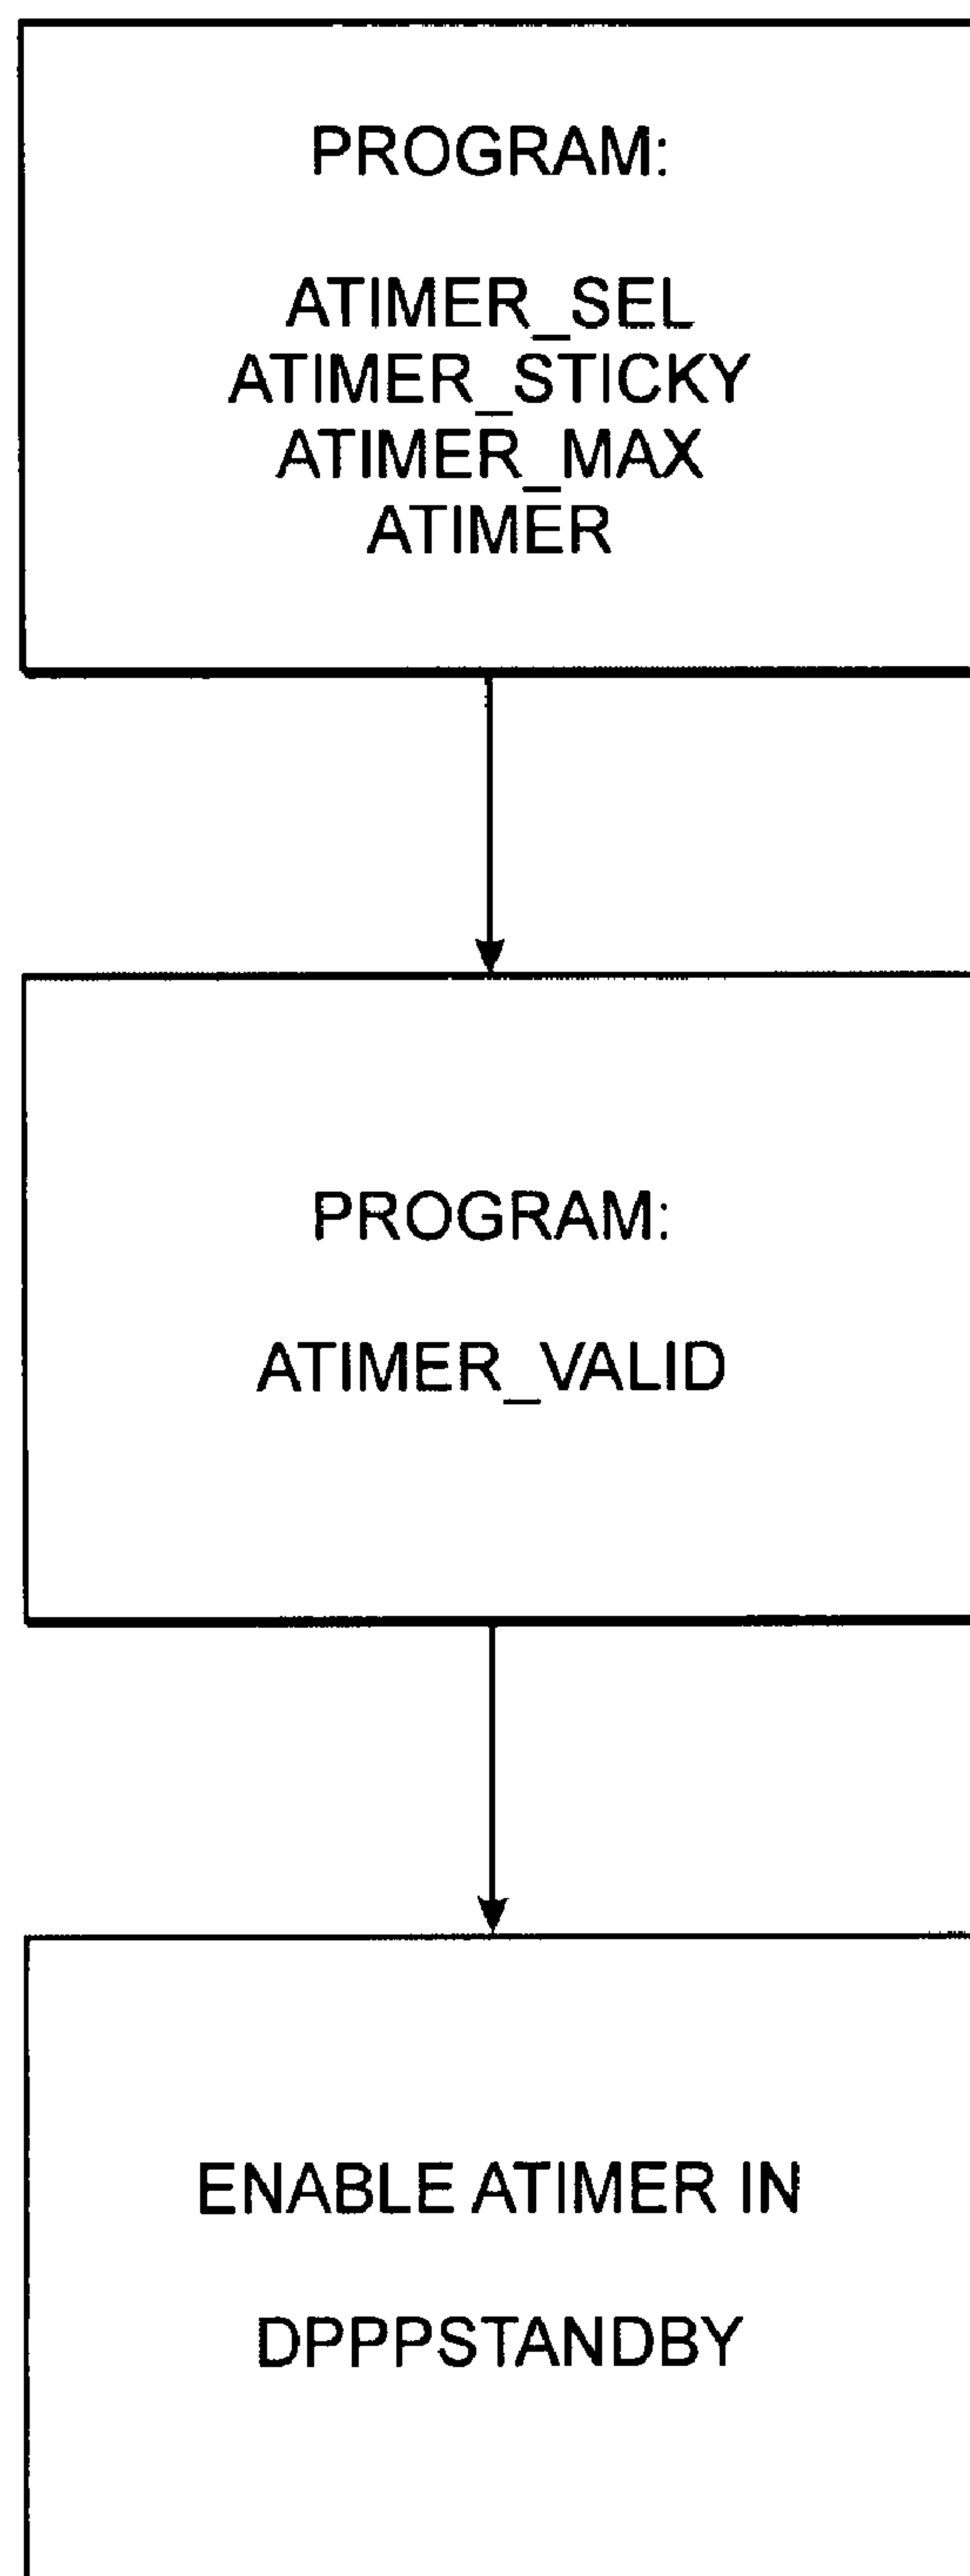 PROGRAM:
ATIMER_SEL
ATIMER_STICKY
ATIMER_MAX
ATIMER
PROGRAM:
ATIMER_VALID
ENABLE ATIMER IN
DPPPSTANDBY